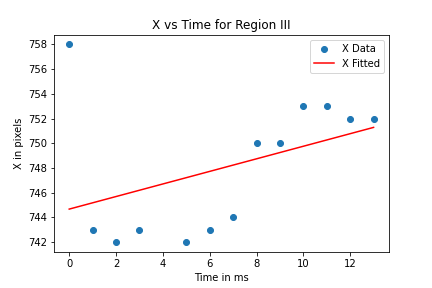 X vs Time for Region III
X Data
X Fitted
X in pixels
758
756
754
752
750
748
746
744
742
0 2 4 6 8 10 12
Time in ms